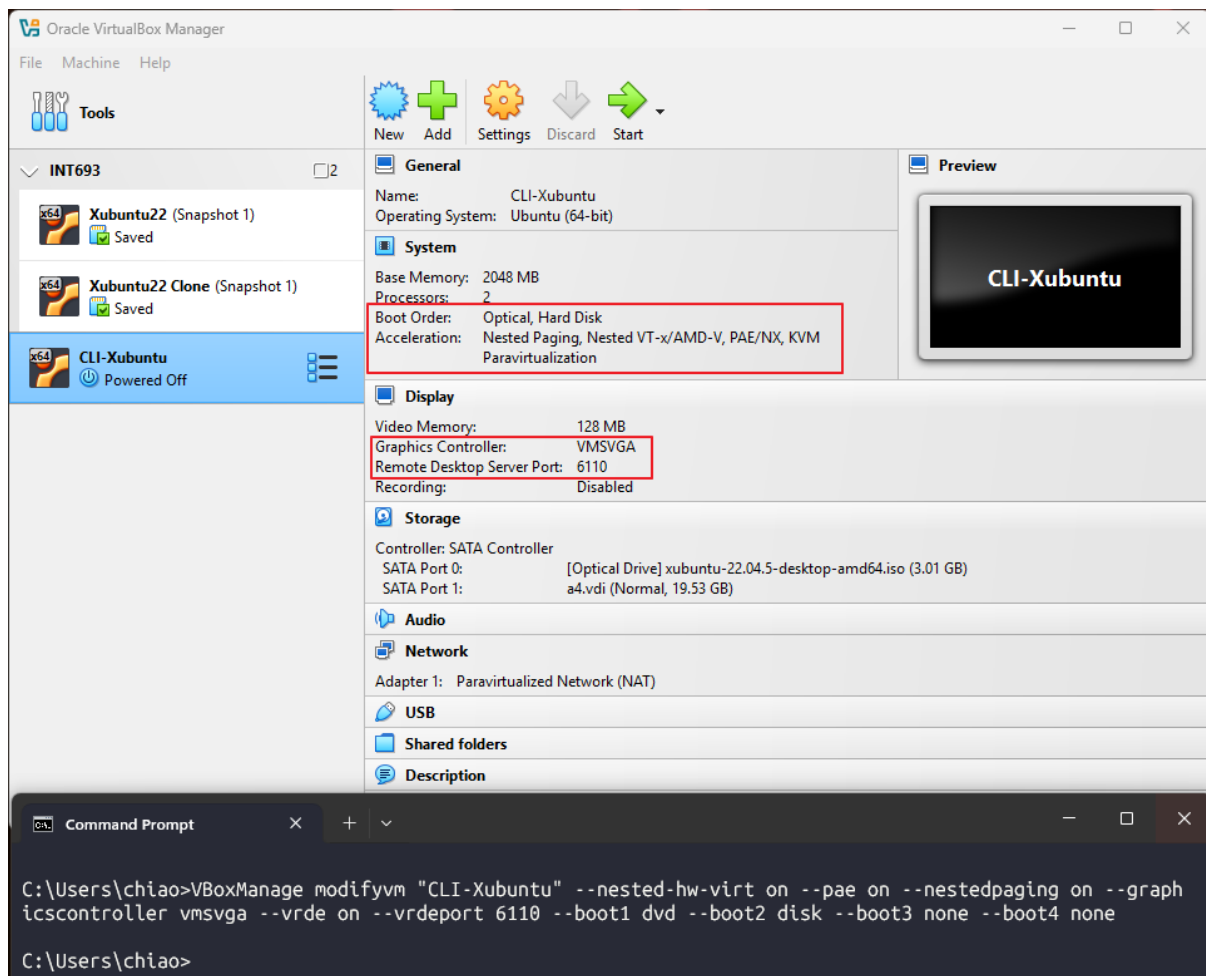 Oracle VirtualBox Manager
File Machine Help
Tools
New Add Settings Discard Start
INT693 2
x64 Xubuntu22 (Snapshot 1)
Saved
x64 Xubuntu22 Clone (Snapshot 1)
Saved
x64 CLI-Xubuntu
Powered Off
General
Name: CLI-Xubuntu
Operating System: Ubuntu (64-bit)
System
Base Memory: 2048 MB
Processors: 2
Boot Order: Optical, Hard Disk
Acceleration: Nested Paging, Nested VT-x/AMD-V, PAE/NX, KVM
Paravirtualization
Preview
CLI-Xubuntu
Display
Video Memory: 128 MB
Graphics Controller: VMSVGA
Remote Desktop Server Port: 6110
Recording: Disabled
Storage
Controller: SATA Controller
SATA Port 0: [Optical Drive] xubuntu-22.04.5-desktop-amd64.iso (3.01 GB)
SATA Port 1: a4.vdi (Normal, 19.53 GB)
Audio
Network
Adapter 1: Paravirtualized Network (NAT)
USB
Shared folders
Description
Command Prompt
C:\Users\chiao>VBoxManage modifyvm "CLI-Xubuntu" --nested-hw-virt on --pae on --nestedpaging on --graph
icscontroller vmsvga --vrde on --vrdeport 6110 --boot1 dvd --boot2 disk --boot3 none --boot4 none
C:\Users\chiao>